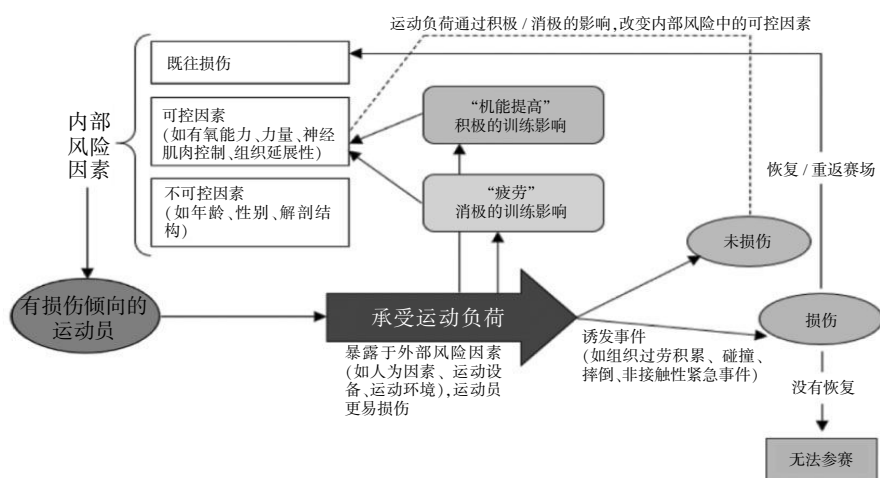 运动负荷通过积极/消极的影响,改变内部风险中的可控因素
既往损伤
内部
风险
因素
可控因素
(如有氧能力、力量、神经
肌肉控制、组织延展性)
不可控因素
(如年龄、性别、解剖结
构)
“机能提高”
积极的训练影响
“疲劳”
消极的训练影响
恢复/重返赛场
未损伤
有损伤倾向的
运动员
承受运动负荷
暴露于外部风险因素
(如人为因素、运动设
备、运动环境),运动员
更易损伤
诱发事件
(如组织过劳积累、碰撞、
摔倒、非接触性紧急事件)
损伤
没有恢复
无法参赛